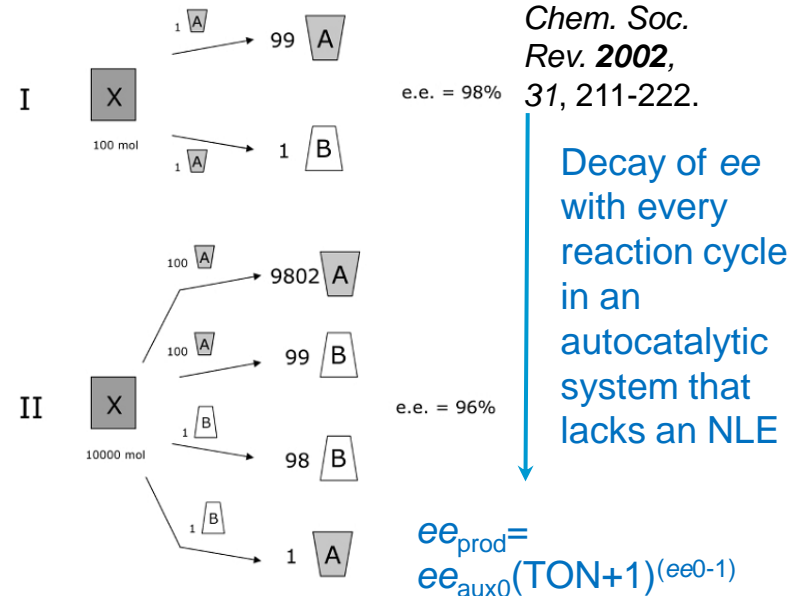 1 A
99 A
I
X
100 mol
1 A
1 B
e.e. = 98%
Chem. Soc.
Rev. 2002,
31, 211-222.
Decay of ee
with every
reaction cycle
in an
autocatalytic
system that
lacks an NLE
100 A
9802 A
100 A
99 B
II
X
10000 mol
1 B
98 B
1 B
1 A
e.e. = 96%
ee_prod=
ee_aux0(TON+1)^(ee0-1)